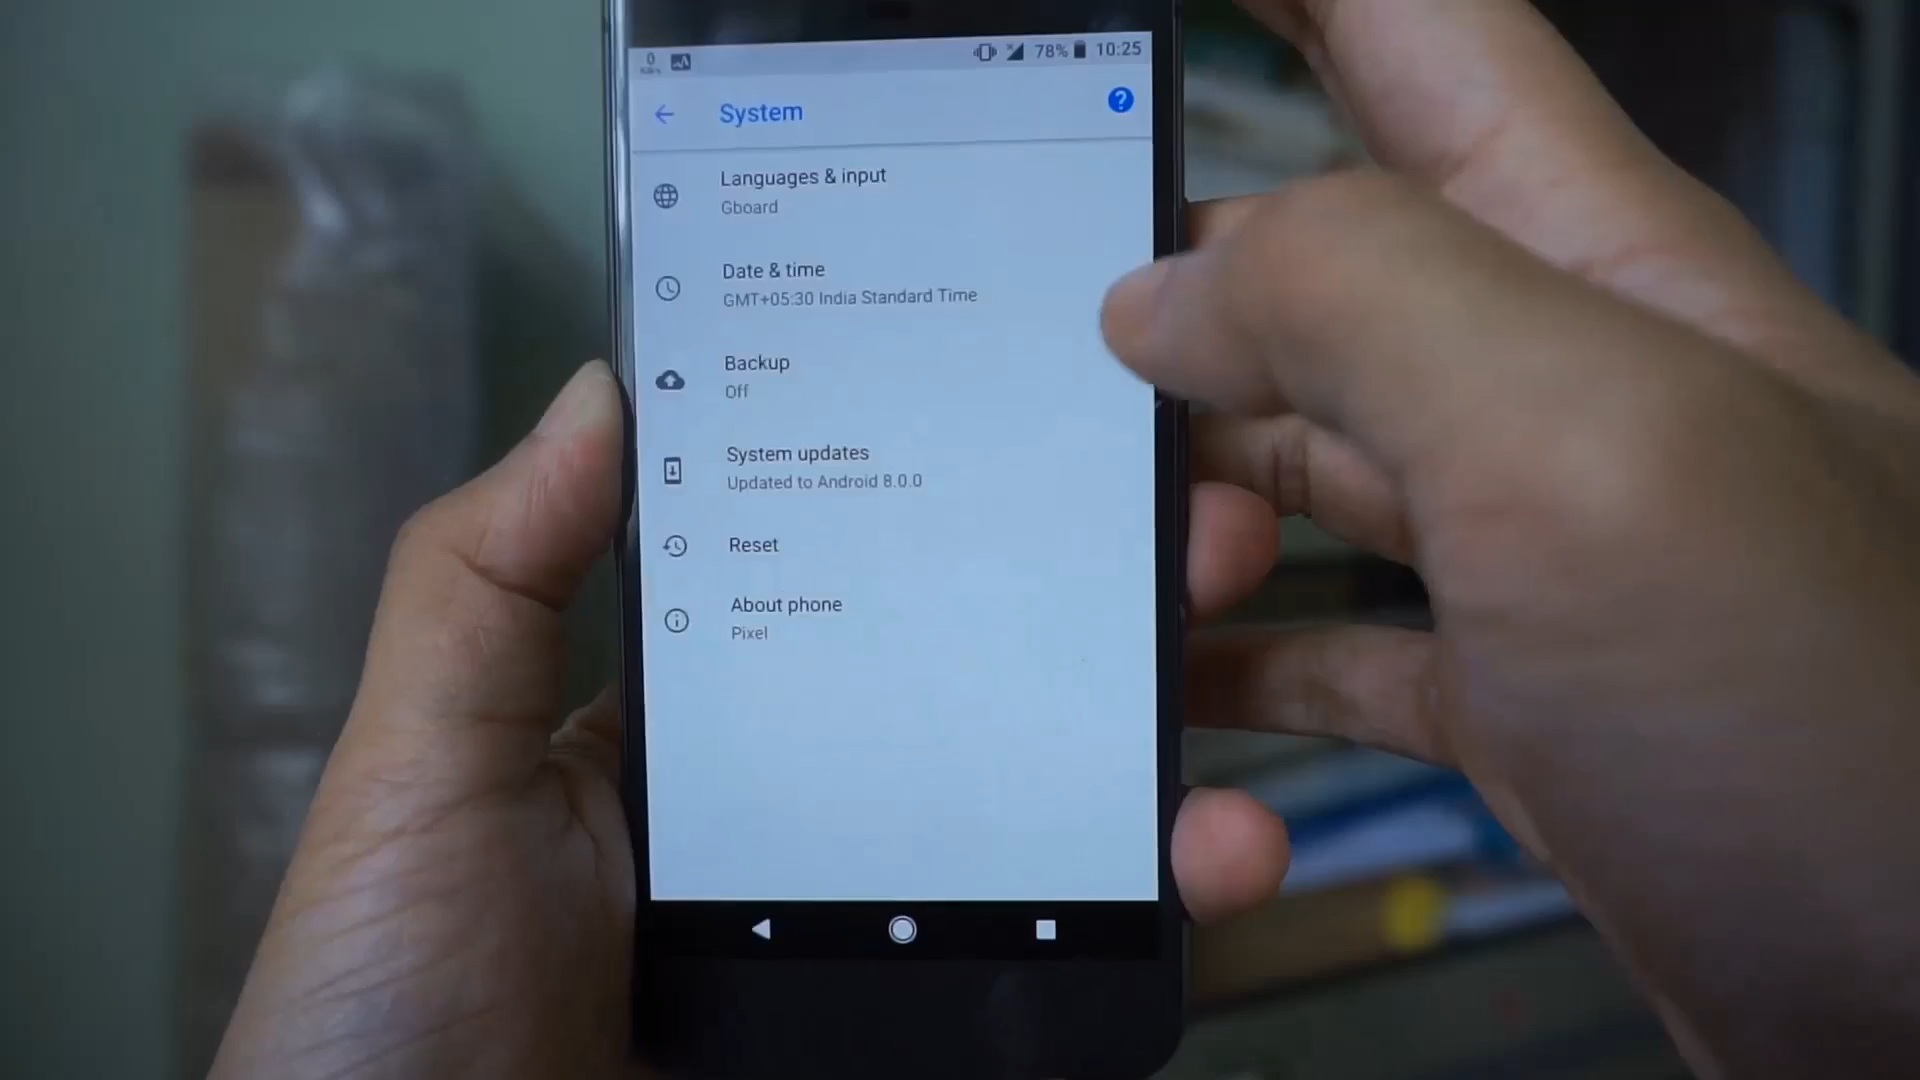 0
78% 10:25
System
Languages & input
Gboard
Date & time
GMT+05:30 India Standard Time
Backup
Off
System updates
Updated to Android 8.0.0
Reset
About phone
Pixel